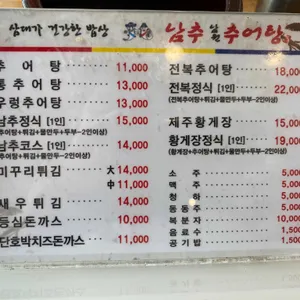 삼대가 건강한 밥상
남추남추어탕
추 어 탕 11,000
통추어탕 13,000
우렁추어탕 13,000
남추정식 [1인] 15,000
(추어탕+튀김+물만두+두부-2인이상)
남추코스 [1인] 14,000
(추어탕+튀김+물만두-2인이상)
미꾸리튀김 大 14,000
中 11,000
새우튀김 14,000
등심돈까스 10,000
단호박치즈돈까스 11,000
전복추어탕 18,000
전복정식 [1인] 22,000
(전복추어탕+튀김+물만두+두부-2인이상)
제주황게장 15,000
황게장정식 [1인] 19,000
(황게장+추어탕+튀김+물만두-2인이상)
소 주 5,000
맥 주 5,000
청 하 5,000
동동주 5,000
복분자 10,000
음료수 1,500
공기밥 1,500